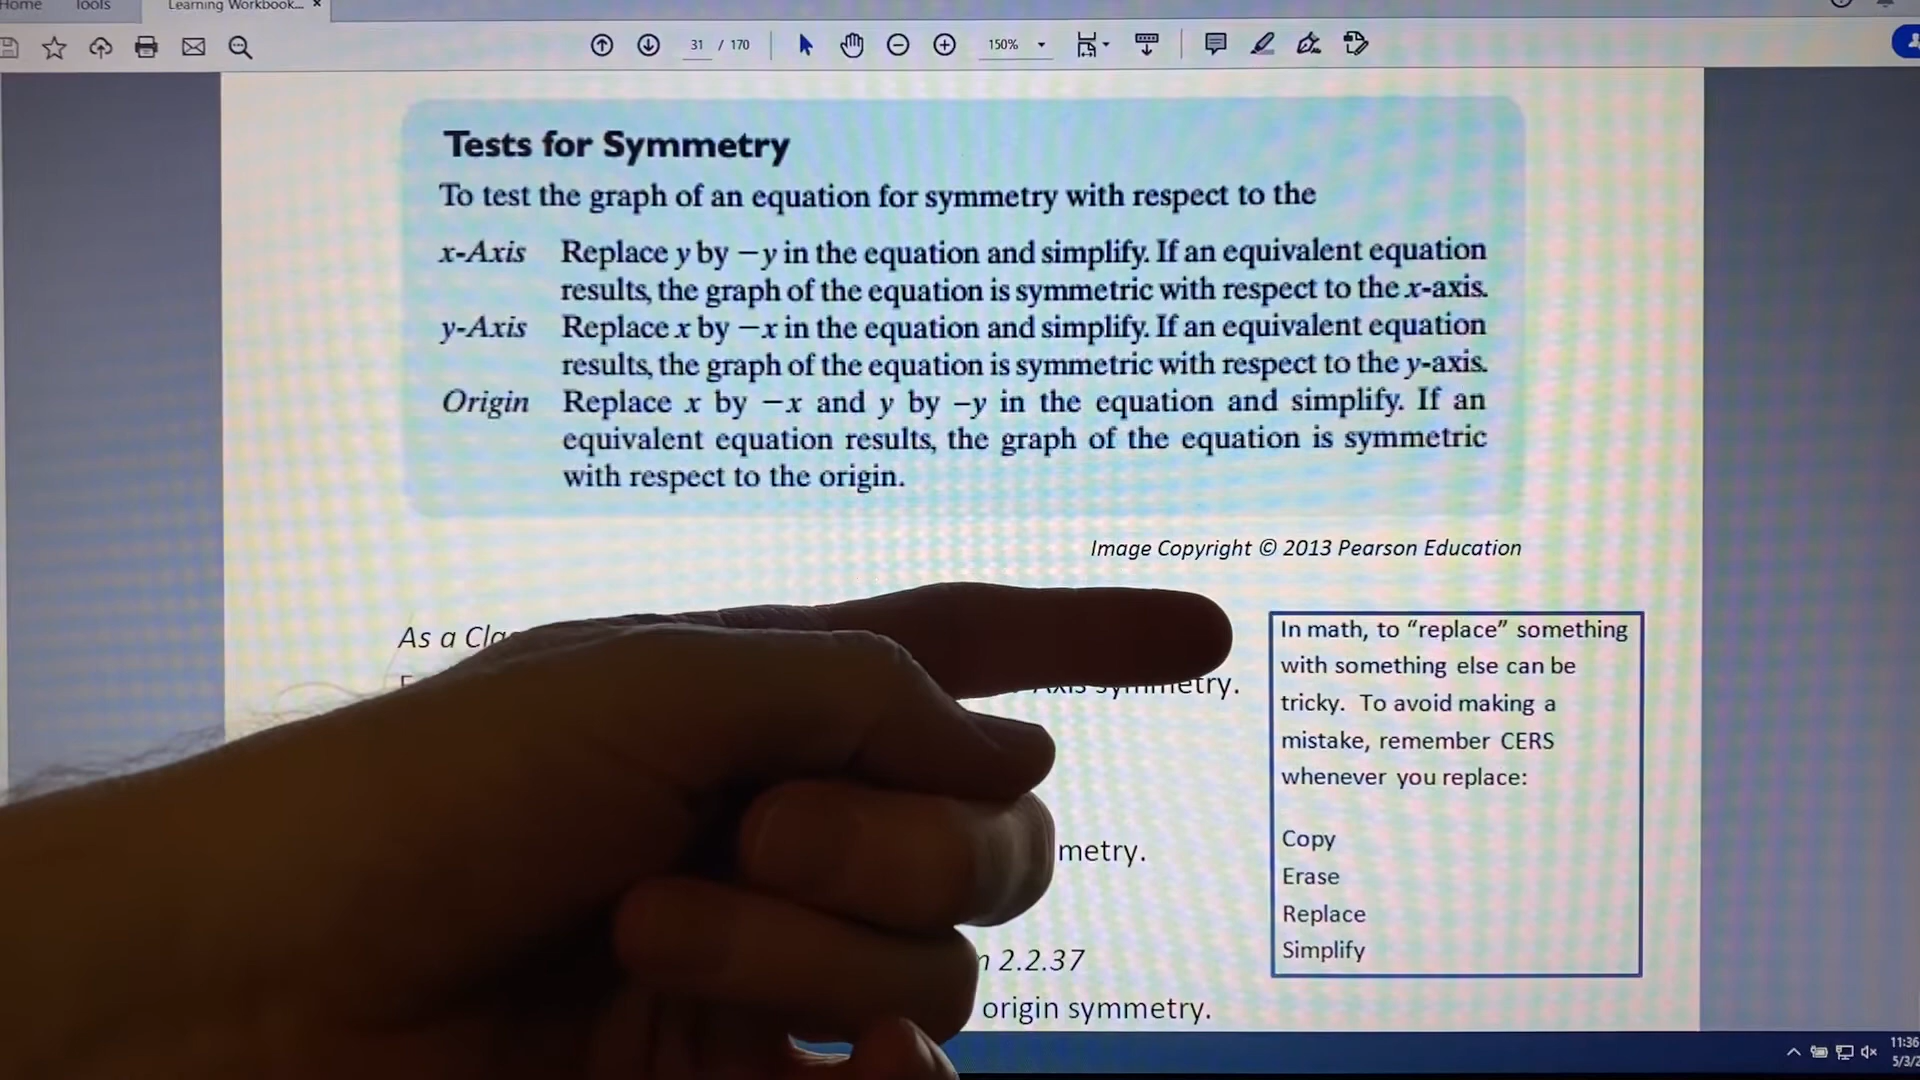 Home Tools Learning Workbook... ×
31 / 170 150%
Tests for Symmetry
To test the graph of an equation for symmetry with respect to the
x-Axis Replace y by −y in the equation and simplify. If an equivalent equation
results, the graph of the equation is symmetric with respect to the x-axis.
y-Axis Replace x by −x in the equation and simplify. If an equivalent equation
results, the graph of the equation is symmetric with respect to the y-axis.
Origin Replace x by −x and y by −y in the equation and simplify. If an
equivalent equation results, the graph of the equation is symmetric
with respect to the origin.
Image Copyright © 2013 Pearson Education
As a
symmetry.
metry.
2.2.37
origin symmetry.
In math, to “replace” something
with something else can be
tricky. To avoid making a
mistake, remember CERS
whenever you replace:
Copy
Erase
Replace
Simplify
11:36
5/3/2